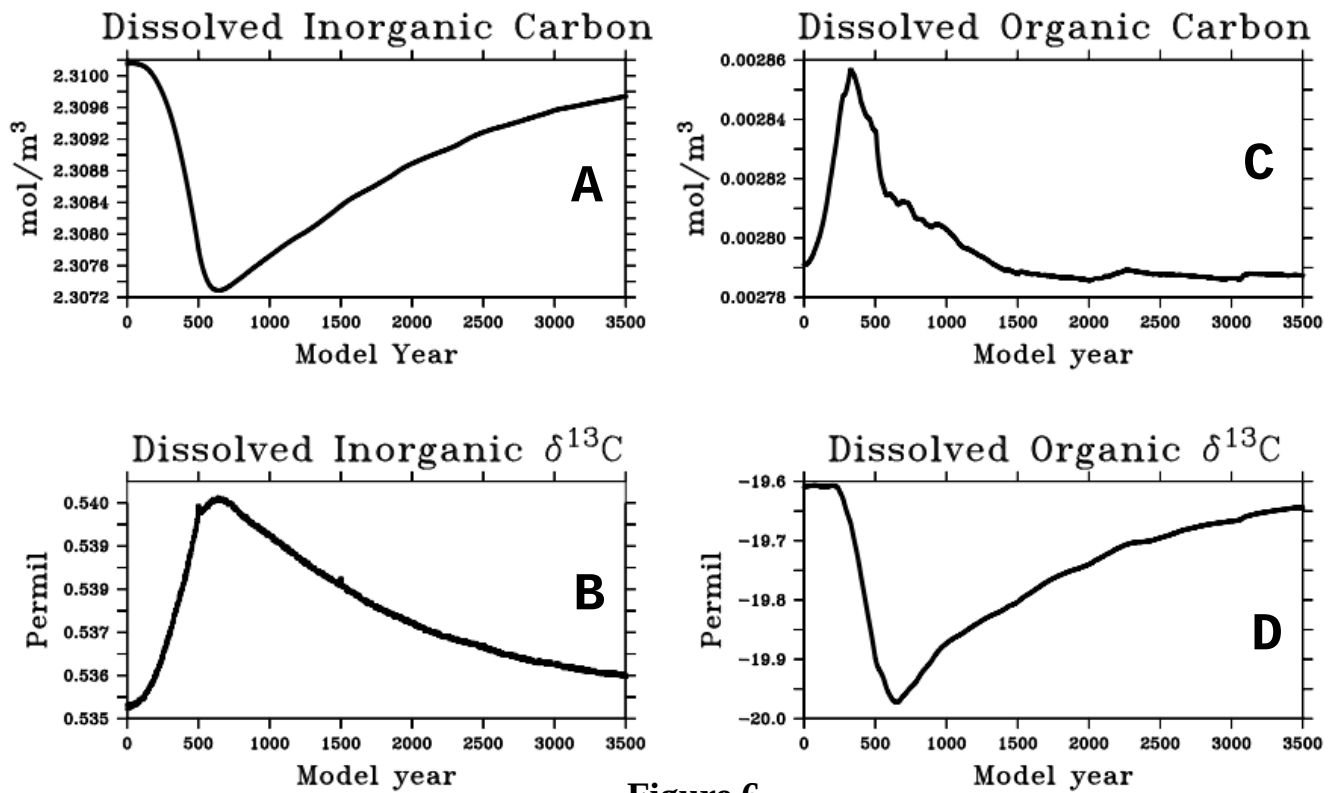 Dissolved Inorganic Carbon
mol/m³
2.3100
2.3096
2.3092
2.3088
2.3084
2.3080
2.3076
2.3072
A
0 500 1000 1500 2000 2500 3000 3500
Model Year
Dissolved Organic Carbon
mol/m³
0.00286
0.00284
0.00282
0.00280
0.00278
C
0 500 1000 1500 2000 2500 3000 3500
Model year
Dissolved Inorganic δ¹³C
Permil
0.540
0.539
0.539
0.537
0.536
0.535
B
0 500 1000 1500 2000 2500 3000 3500
Model year
Dissolved Organic δ¹³C
Permil
−19.6
−19.7
−19.8
−19.9
−20.0
D
0 500 1000 1500 2000 2500 3000 3500
Model year
Figure 6